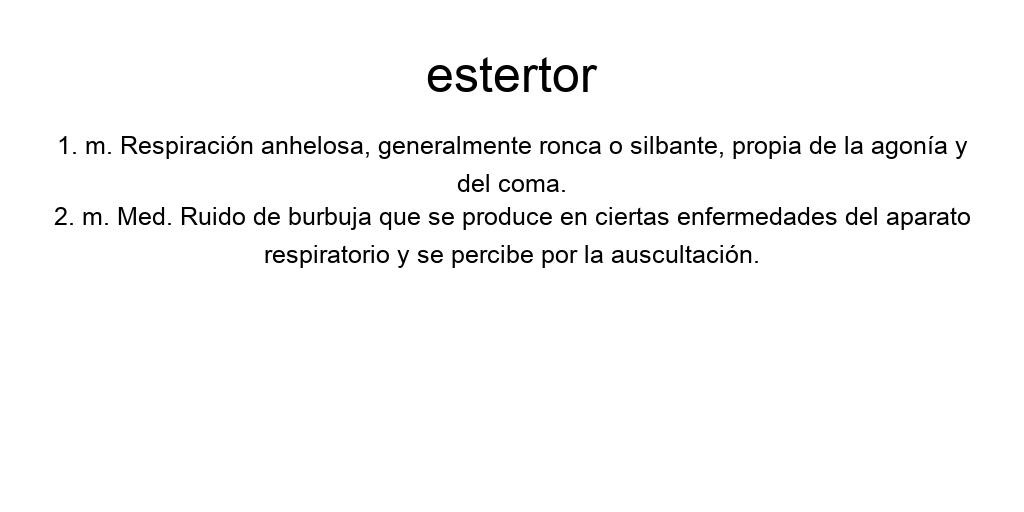 estertor
1. m. Respiración anhelosa, generalmente ronca o silbante, propia de la agonía y
del coma.
2. m. Med. Ruido de burbuja que se produce en ciertas enfermedades del aparato
respiratorio y se percibe por la auscultación.